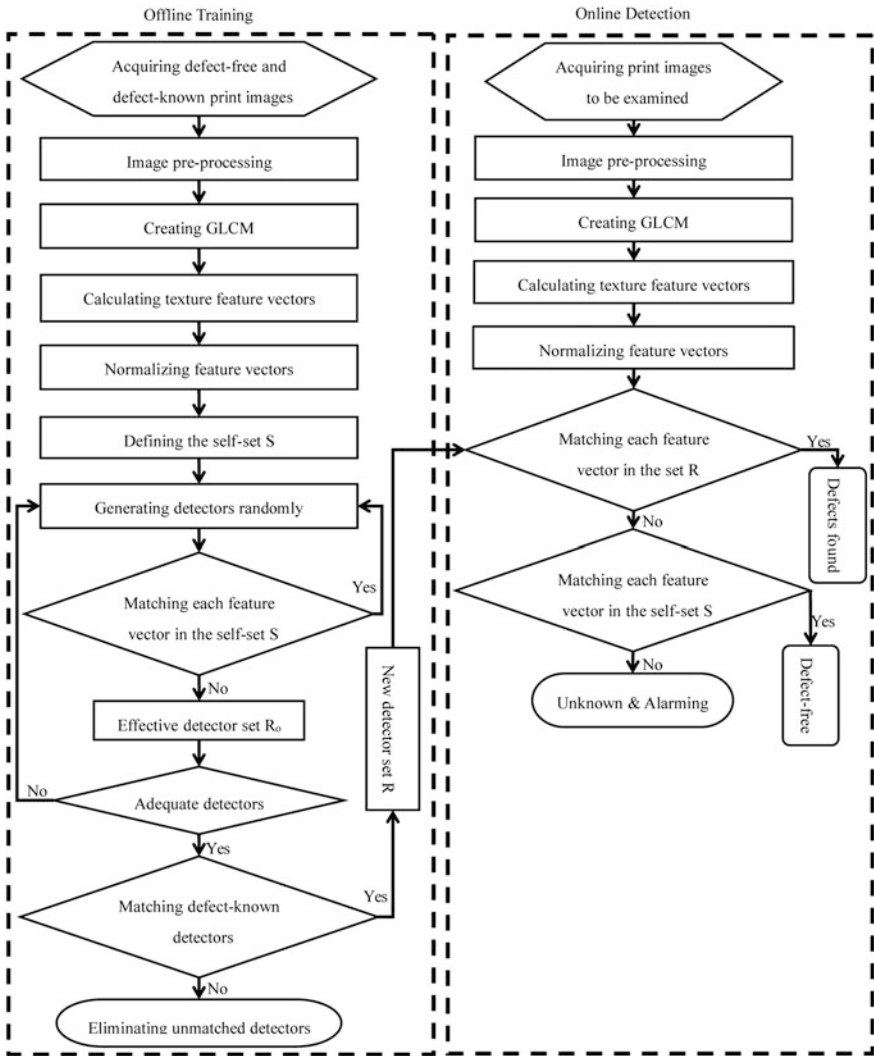 Offline Training
Acquiring defect-free and
defect-known print images
Image pre-processing
Creating GLCM
Calculating texture feature vectors
Normalizing feature vectors
Defining the self-set S
Generating detectors randomly
Matching each feature
vector in the self-set S
Yes
No
Effective detector set R₀
Adequate detectors
No
Yes
Matching defect-known
detectors
Yes
No
Eliminating unmatched detectors
New detector set R
Online Detection
Acquiring print images
to be examined
Image pre-processing
Creating GLCM
Calculating texture feature vectors
Normalizing feature vectors
Matching each feature
vector in the set R
Yes
Defects found
No
Matching each feature
vector in the self-set S
Yes
Defect-free
No
Unknown & Alarming